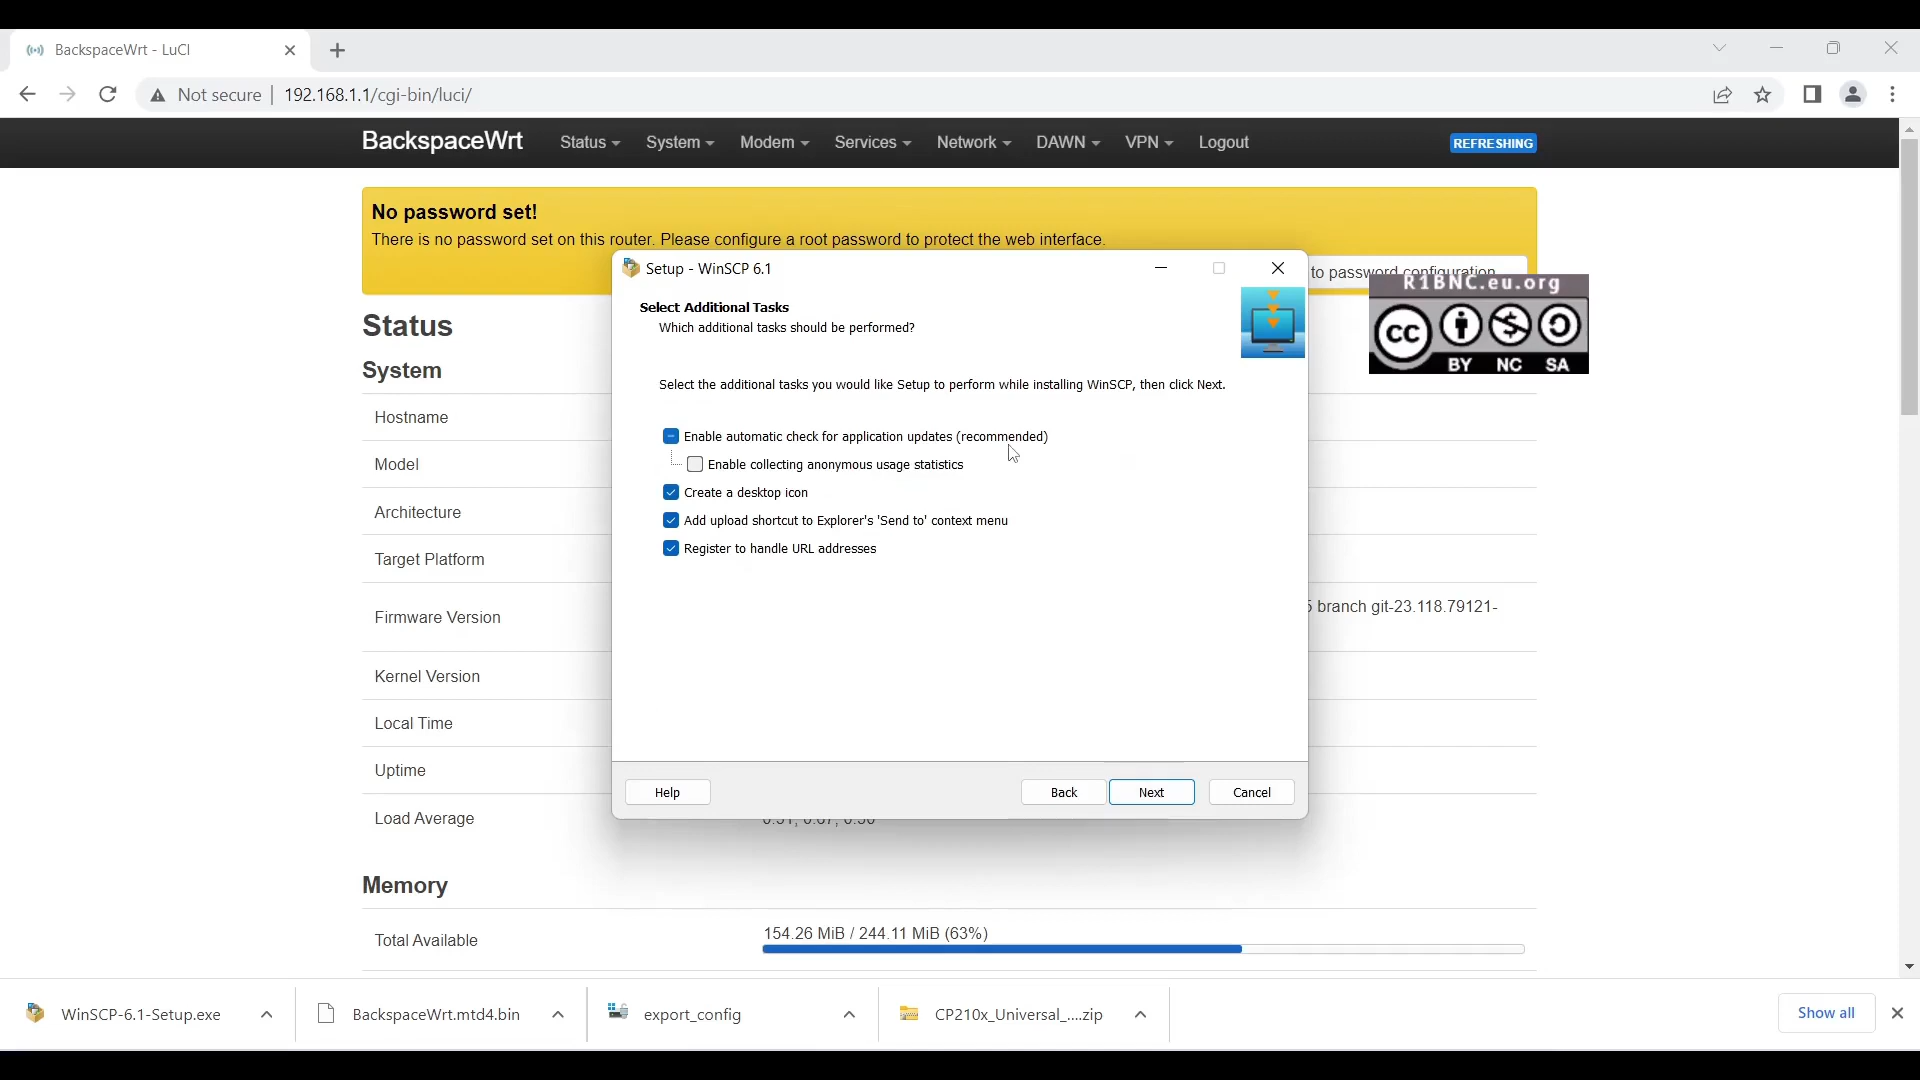 BackspaceWrt - LuCI
Not secure | 192.168.1.1/cgi-bin/luci/
BackspaceWrt Status System Modem Services Network DAWN VPN Logout REFRESHING
No password set!
There is no password set on this router. Please configure a root password to protect the web interface.
to password configuration
R1BNC.eu.org
cc
BY NC SA
Setup - WinSCP 6.1
Select Additional Tasks
Which additional tasks should be performed?
Select the additional tasks you would like Setup to perform while installing WinSCP, then click Next.
Enable automatic check for application updates (recommended)
Enable collecting anonymous usage statistics
Create a desktop icon
Add upload shortcut to Explorer's 'Send to' context menu
Register to handle URL addresses
Help Back Next Cancel
Status
System
Hostname
Model
Architecture
Target Platform
Firmware Version
branch git-23.118.79121-
Kernel Version
Local Time
Uptime
Load Average
Memory
Total Available
154.26 MiB / 244.11 MiB (63%)
WinSCP-6.1-Setup.exe
BackspaceWrt.mtd4.bin
export_config
CP210x_Universal_....zip
Show all